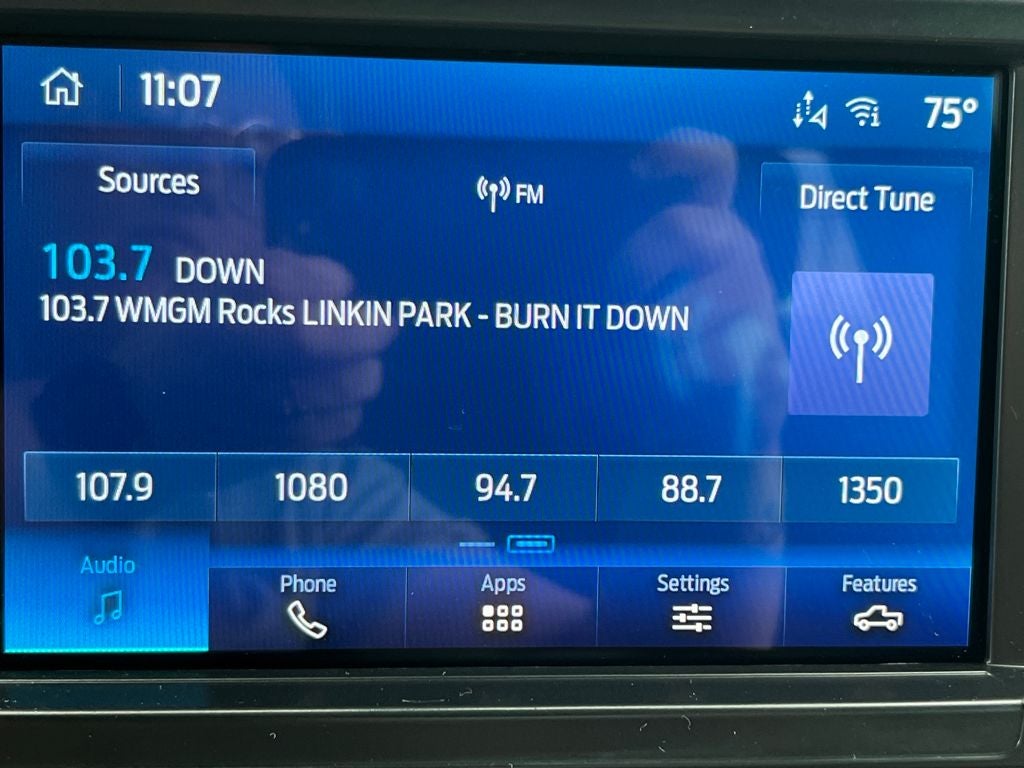 11:07
75°
Sources
FM
Direct Tune
103.7 DOWN
103.7 WMGM Rocks LINKIN PARK - BURN IT DOWN
107.9 1080 94.7 88.7 1350
Audio
Phone Apps Settings Features